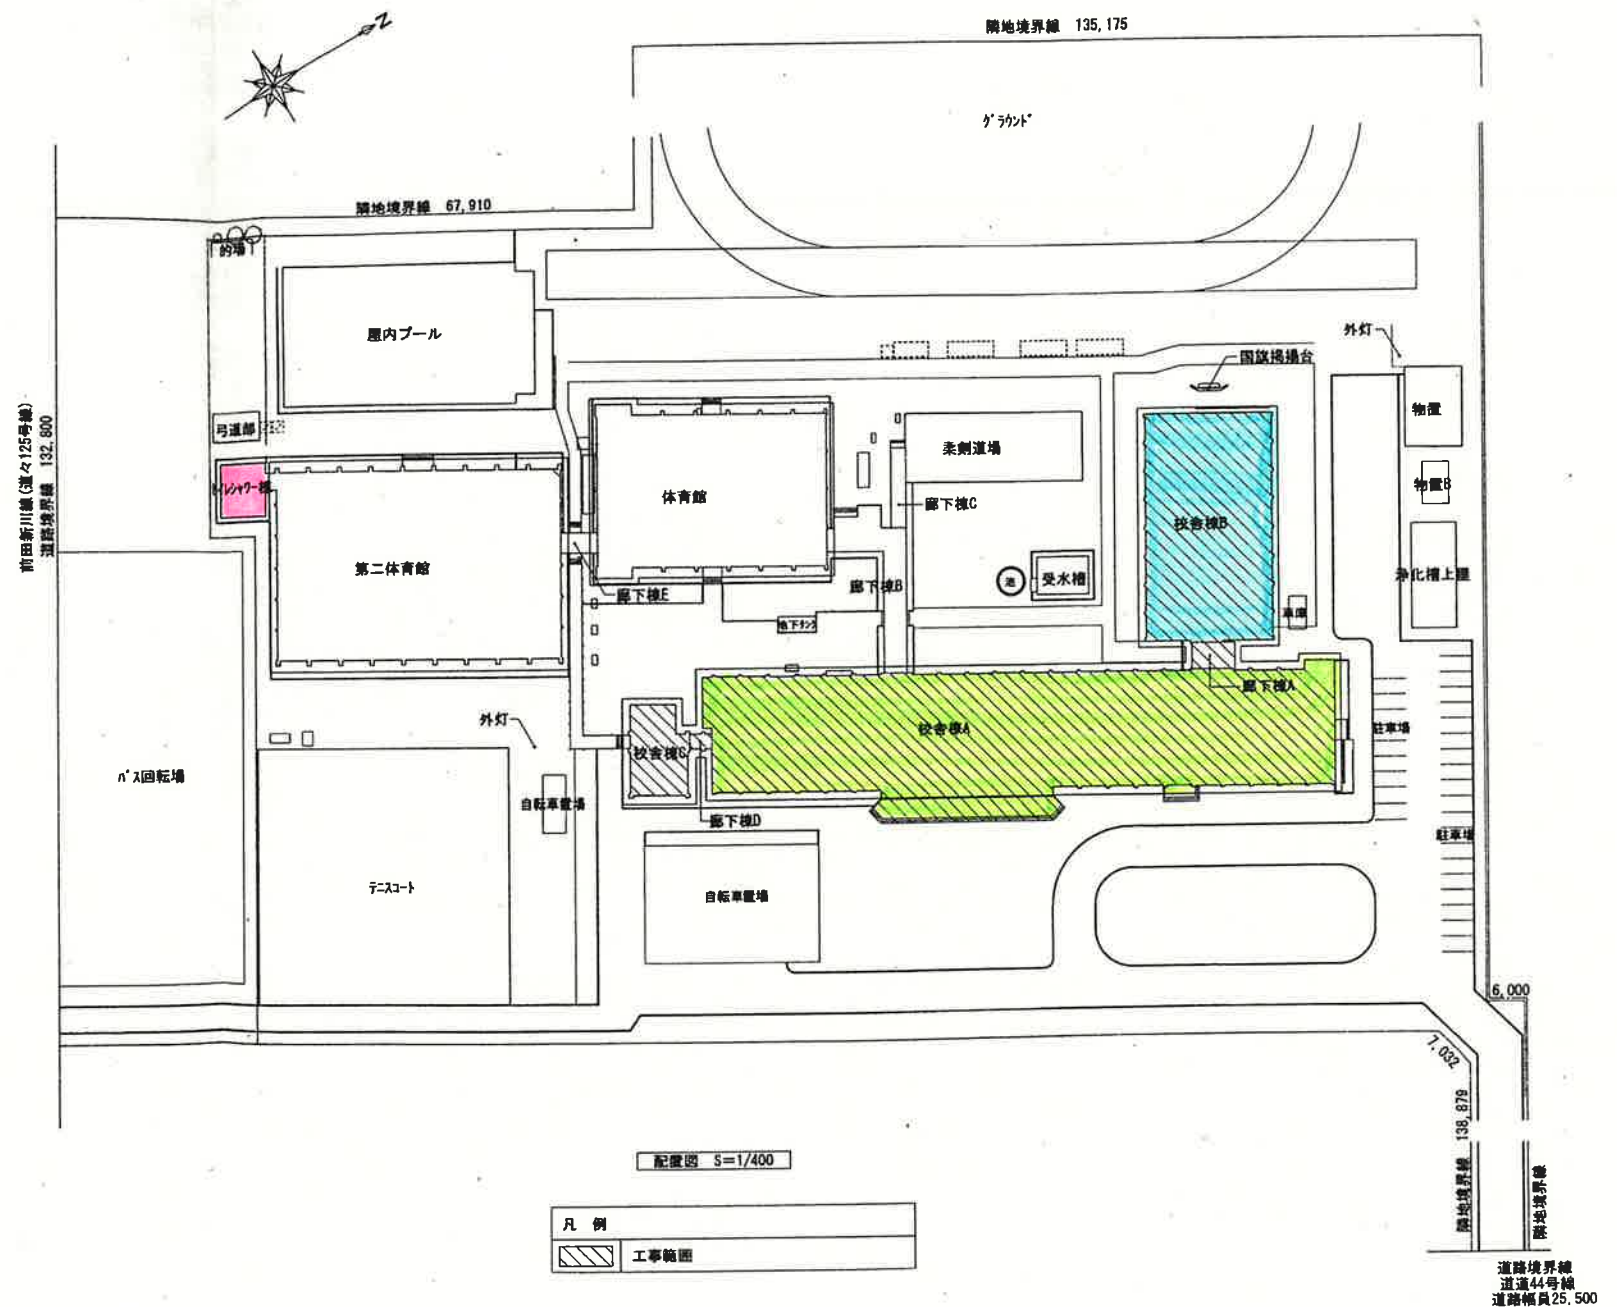 N
隣地境界線 135,175
グラウンド
隣地境界線 67,910
的場
屋内プール
外灯
国旗掲揚台
物置
弓道部
柔剣道場
前田新川線(道々125号線)
道路境界線 132,800
トイレシャワー棟
体育館
物置B
廊下棟C
校舎棟B
第二体育館
浄化槽上屋
池
受水槽
廊下棟B
廊下棟E
車庫
地下タンク
廊下棟A
外灯
校舎棟A
駐車場
校舎棟C
バス回転場
自転車置場
廊下棟D
駐車場
テニスコート
自転車置場
6,000
7,032
隣地境界線 138,879
隣地境界線
配置図 S=1/400
凡 例
工事範囲
道路境界線
道道44号線
道路幅員25,500